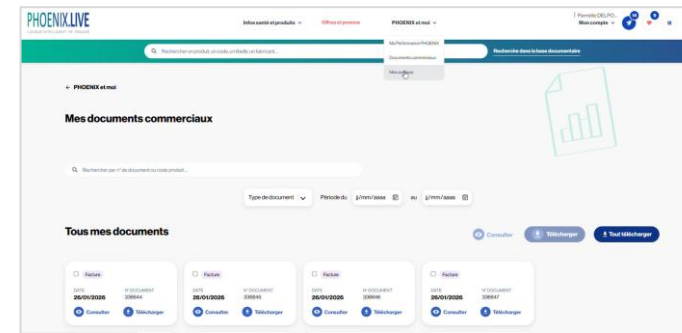 PHOENIX.LIVE
Infos santé et produits
Offres et promos
PHOENIX et moi
Pernelle DELPO...
Mon compte
Rechercher un produit, un code, un libellé, un fabricant...
Ma Performance PHOENIX
Documents commerciaux
Recherche dans la base documentaire
← PHOENIX et moi
Mes documents commerciaux
Rechercher par n° de document ou code produit...
Type de document
Période du
jj/mm/aaaa
au
jj/mm/aaaa
Tous mes documents
Consulter
Télécharger
Tout télécharger
Facture
Facture
Facture
Facture
DATE
N° DOCUMENT
DATE
N° DOCUMENT
DATE
N° DOCUMENT
DATE
N° DOCUMENT
26/01/2026
26/01/2026
26/01/2026
26/01/2026
Consulter
Télécharger
Consulter
Télécharger
Consulter
Télécharger
Consulter
Télécharger